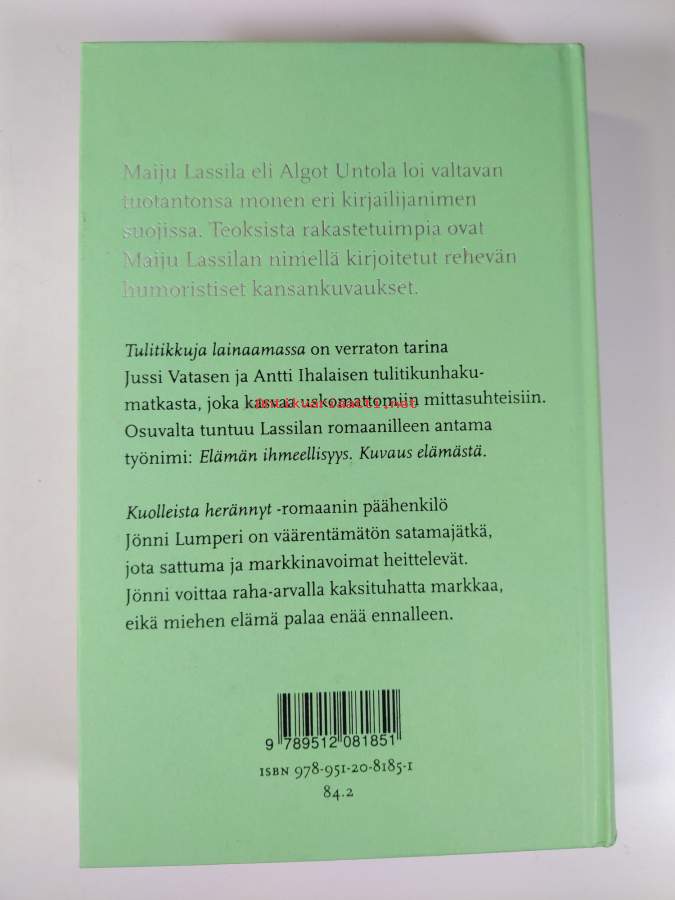 Maiju Lassila eli Algot Untola loi valtavan
tuotantonsa monen eri kirjailijanimen
suojissa. Teoksista rakastetuimpia ovat
Maiju Lassilan nimellä kirjoitetut rehevän
humoristiset kansankuvaukset.
Tulitikkuja lainaamassa on verraton tarina
Jussi Vatasen ja Antti Ihalaisen tulitikunhaku-
matkasta, joka kasvaa uskomattomiin mittasuhteisiin.
Osuvalta tuntuu Lassilan romaanilleen antama
työnimi: Elämän ihmeellisyys. Kuvaus elämästä.
Kuolleista herännyt -romaanin päähenkilö
Jönni Lumperi on väärentämätön satamajätkä,
jota sattuma ja markkinavoimat heittelevät.
Jönni voittaa raha-arvalla kaksituhatta markkaa,
eikä miehen elämä palaa enää ennalleen.
9 789512 081851
ISBN 978-951-20-8185-1
84.2